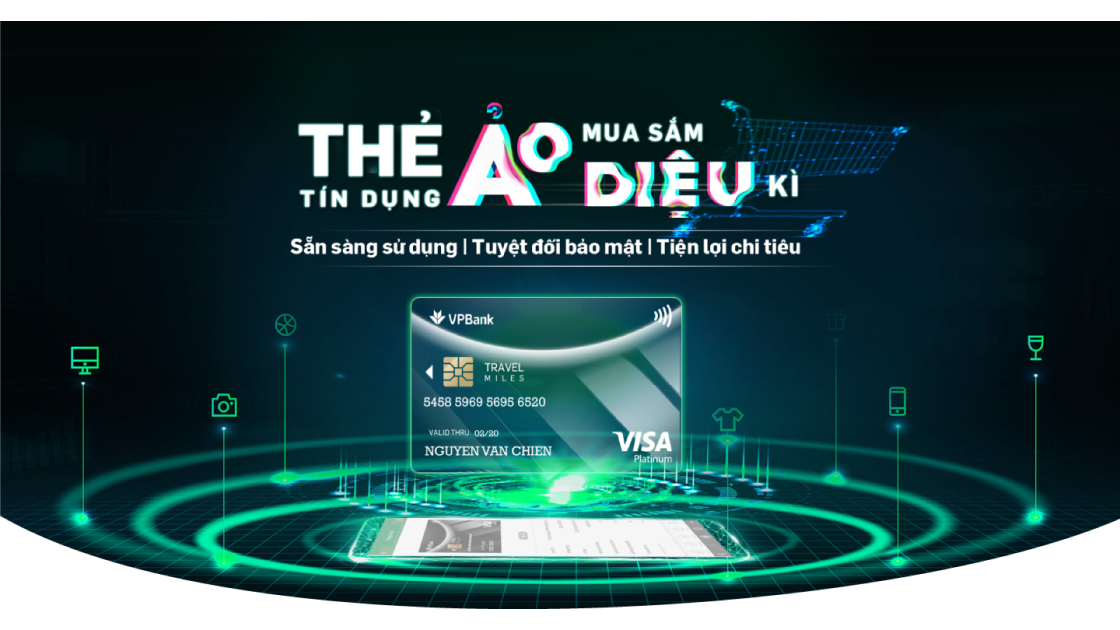 THẺ ẢO MUA SẮM
TÍN DỤNG DIỆU KÌ
Sẵn sàng sử dụng | Tuyệt đối bảo mật | Tiện lợi chi tiêu
VPBank
TRAVEL
MILES
5458 5969 5695 6520
VALID THRU 02/20
NGUYEN VAN CHIEN
VISA
Platinum